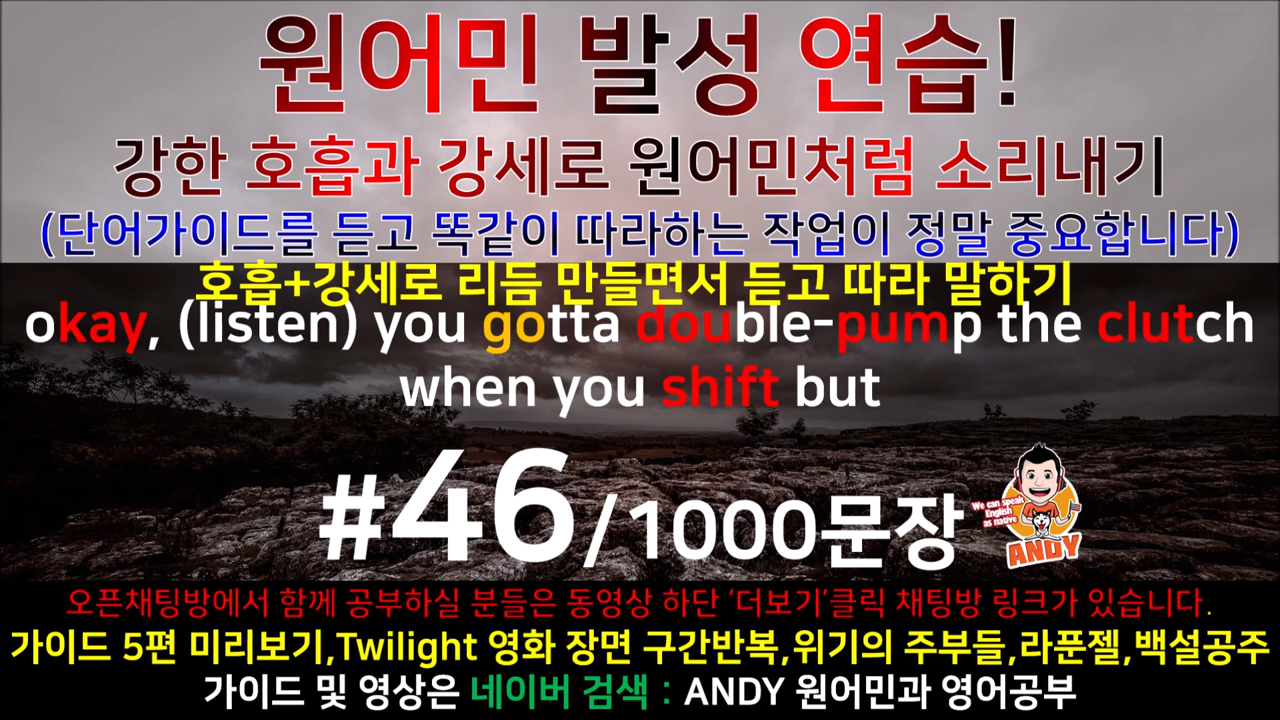 원어민 발성 연습!
강한 호흡과 강세로 원어민처럼 소리내기
(단어가이드를 듣고 똑같이 따라하는 작업이 정말 중요합니다)
호흡+강세로 리듬 만들면서 듣고 따라 말하기
okay, (listen) you gotta double-pump the clutch
when you shift but
#46/1000문장
We can speak
English
as native
ANDY
오픈채팅방에서 함께 공부하실 분들은 동영상 하단 ‘더보기’클릭 채팅방 링크가 있습니다.
가이드 5편 미리보기,Twilight 영화 장면 구간반복,위기의 주부들,라푼젤,백설공주
가이드 및 영상은 네이버 검색 : ANDY 원어민과 영어공부